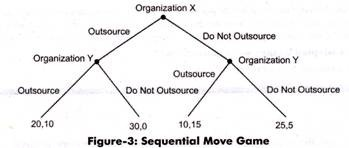 Organization X
Outsource
Do Not Outsource
Organization Y
Organization Y
Outsource
Outsource
Do Not Outsource
Do Not Outsource
20,10
30,0
10,15
25,5
Figure-3: Sequential Move Game